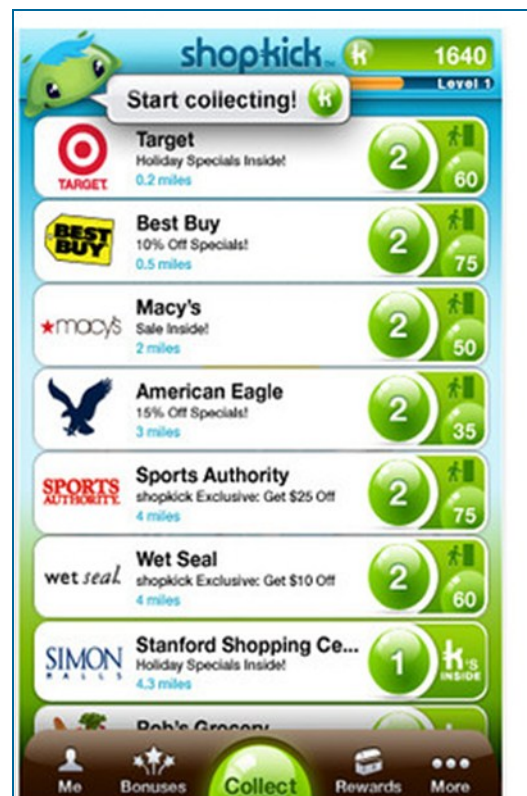 shopkick™
1640
Level 1
Start collecting! k
TARGET
Target
Holiday Specials Inside!
0.2 miles
2
60
BEST BUY
Best Buy
10% Off Specials!
0.5 miles
2
75
macy's
Macy's
Sale Inside!
2 miles
2
50
American Eagle
15% Off Specials!
3 miles
2
35
SPORTS
AUTHORITY
Sports Authority
shopkick Exclusive: Get $25 Off
4 miles
2
75
wet seal.
Wet Seal
shopkick Exclusive: Get $10 Off
4 miles
2
60
SIMON
MALLS
Stanford Shopping Ce...
Holiday Specials Inside!
4.3 miles
1
k's
INSIDE
Bob's Grocery
Me
Bonuses
Collect
Rewards
More